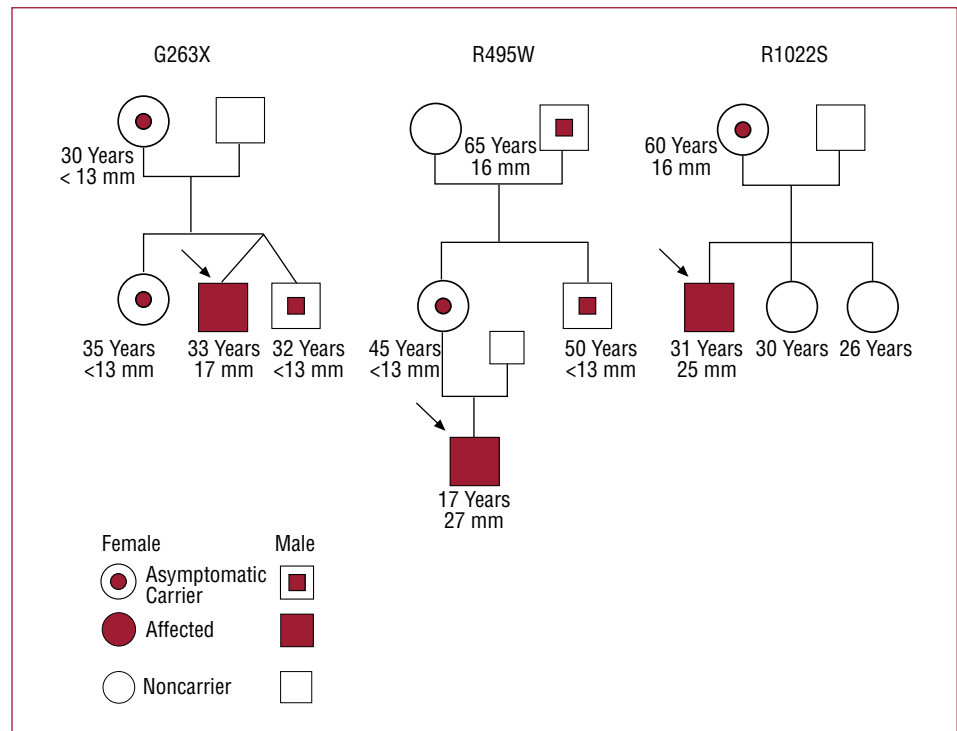 G263X
R495W
R1022S
30 Years
< 13 mm
65 Years
16 mm
60 Years
16 mm
35 Years
<13 mm
33 Years
17 mm
32 Years
<13 mm
45 Years
<13 mm
50 Years
<13 mm
31 Years
25 mm
30 Years
26 Years
17 Years
27 mm
Female
Male
Asymptomatic
Carrier
Affected
Noncarrier